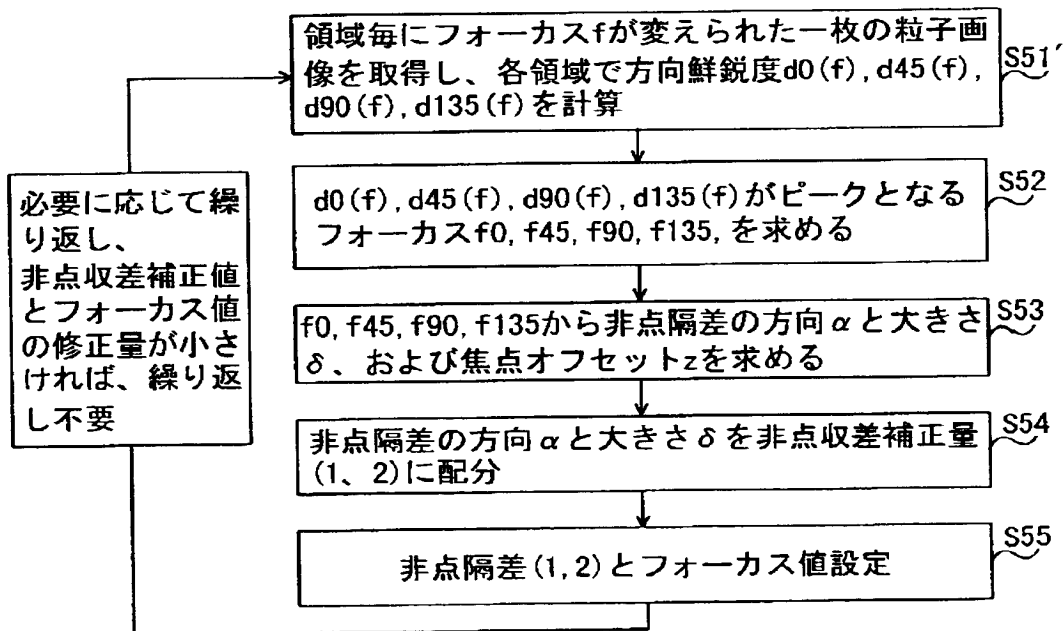 領域毎にフォーカスfが変えられた一枚の粒子画
像を取得し、各領域で方向鮮鋭度d0(f),d45(f),
d90(f),d135(f)を計算
S51′
d0(f),d45(f),d90(f),d135(f)がピークとなる
フォーカスf0,f45,f90,f135,を求める
S52
f0,f45,f90,f135から非点隔差の方向αと大きさ
δ、および焦点オフセットzを求める
S53
非点隔差の方向αと大きさδを非点収差補正量
(1、2)に配分
S54
非点隔差(1,2)とフォーカス値設定
S55
必要に応じて繰
り返し、
非点収差補正値
とフォーカス値
の修正量が小さ
ければ、繰り返
し不要